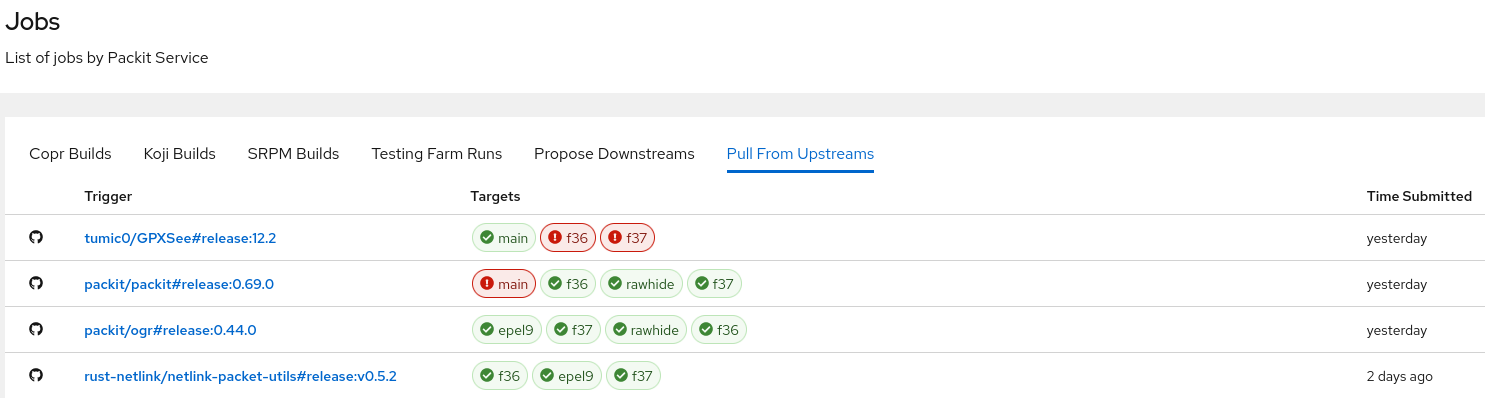 Jobs
List of jobs by Packit Service
Copr Builds Koji Builds SRPM Builds Testing Farm Runs Propose Downstreams Pull From Upstreams
Trigger Targets Time Submitted
tumic0/GPXSee#release:12.2 main f36 f37 yesterday
packit/packit#release:0.69.0 main f36 rawhide f37 yesterday
packit/ogr#release:0.44.0 epel9 f37 rawhide f36 yesterday
rust-netlink/netlink-packet-utils#release:v0.5.2 f36 epel9 f37 2 days ago